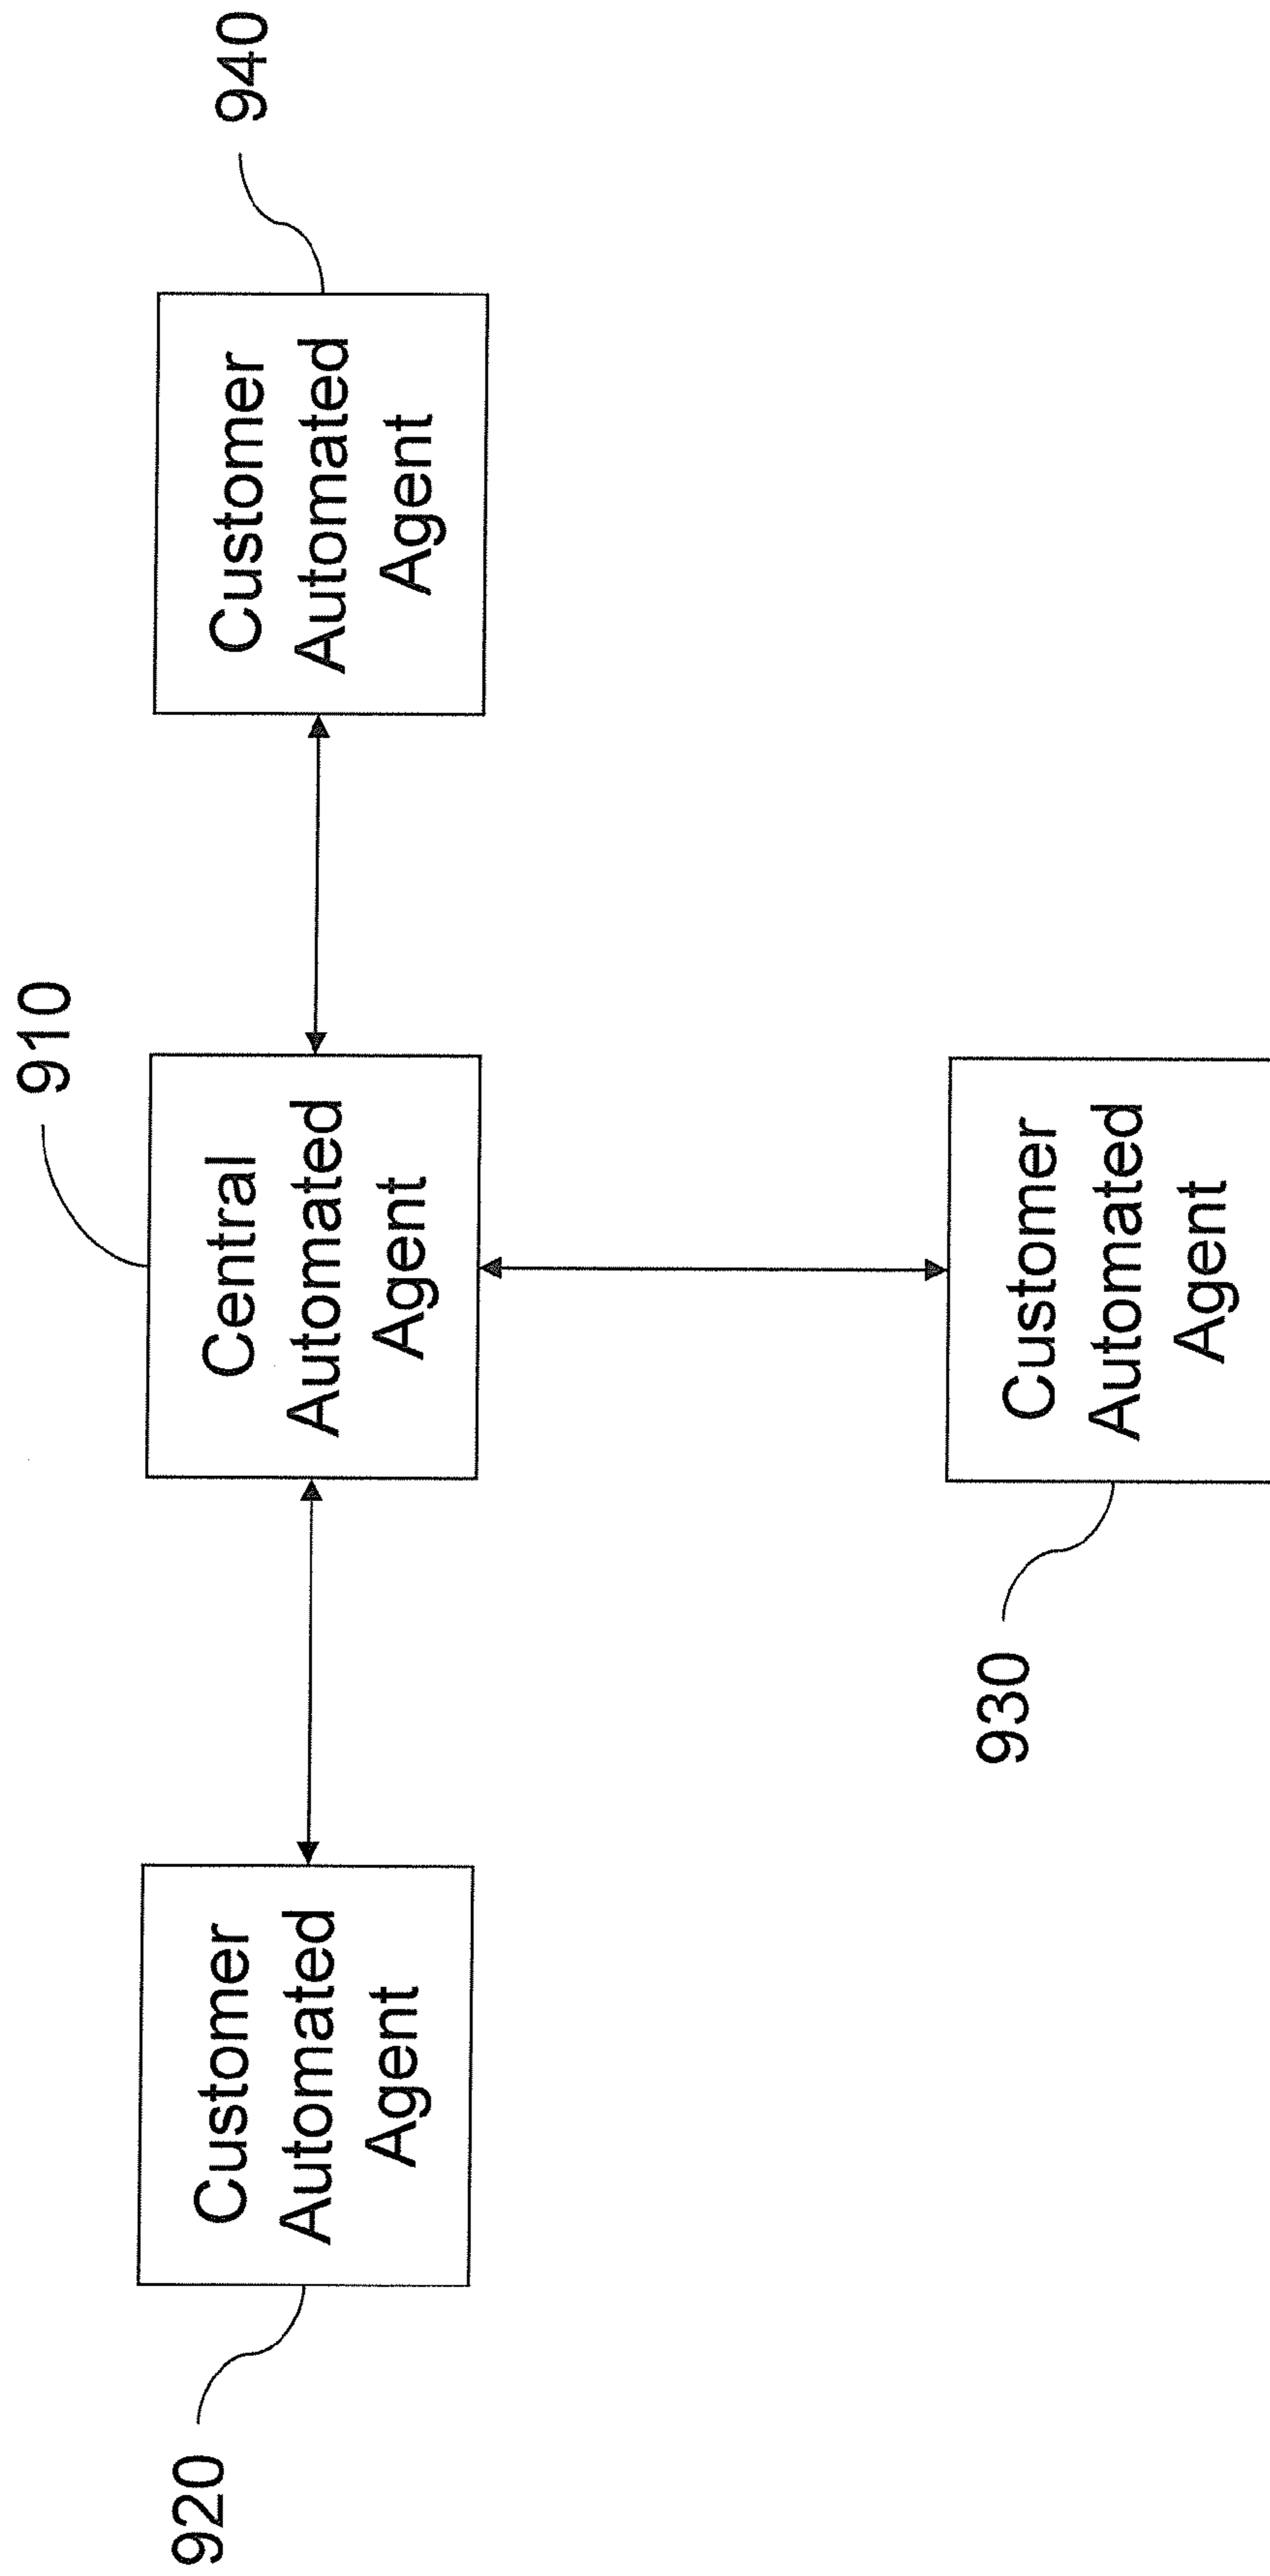 910
Customer
Automated
Agent
Central
Automated
Agent
Customer
Automated
Agent
920
940
Customer
Automated
Agent
930